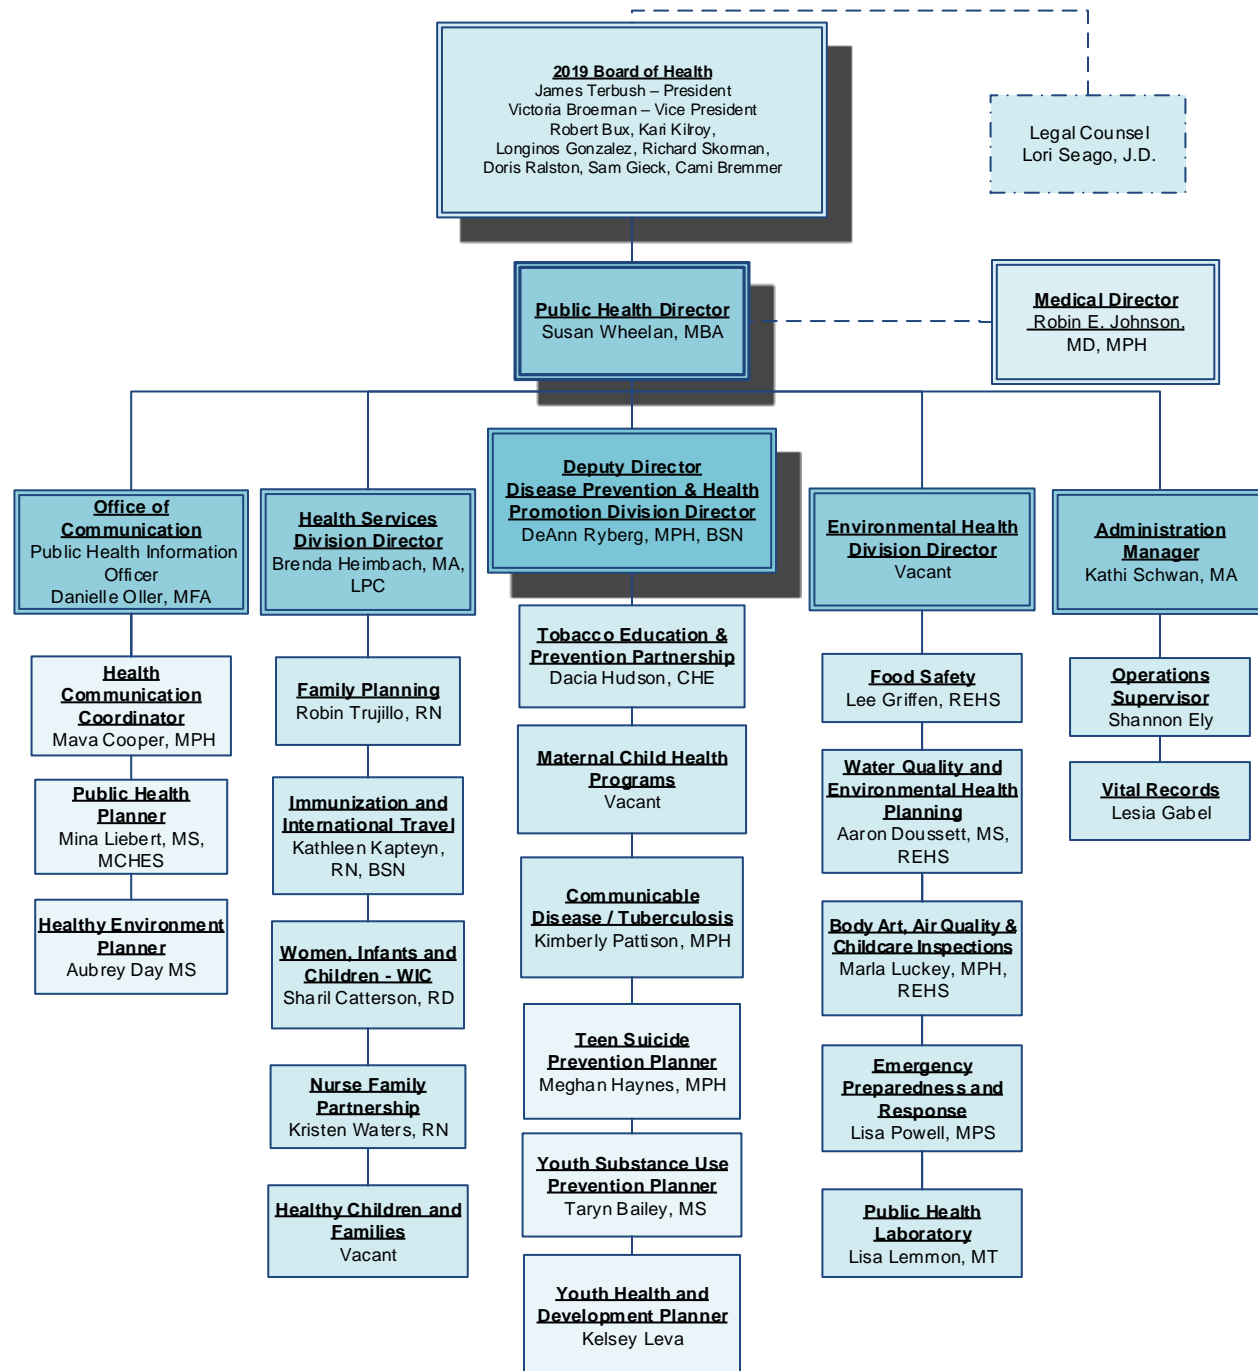 2019 Board of Health
James Terbush – President
Victoria Broerman – Vice President
Robert Bux, Kari Kilroy,
Longinos Gonzalez, Richard Skorman,
Doris Ralston, Sam Gieck, Cami Bremmer
Legal Counsel
Lori Seago, J.D.
Public Health Director
Susan Wheelan, MBA
Medical Director
Robin E. Johnson,
MD, MPH
Office of
Communication
Public Health Information
Officer
Danielle Oller, MFA
Health
Communication
Coordinator
Mava Cooper, MPH
Public Health
Planner
Mina Liebert, MS,
MCHES
Healthy Environment
Planner
Aubrey Day MS
Health Services
Division Director
Brenda Heimbach, MA,
LPC
Family Planning
Robin Trujillo, RN
Immunization and
International Travel
Kathleen Kapteyn,
RN, BSN
Women, Infants and
Children - WIC
Sharil Catterson, RD
Nurse Family
Partnership
Kristen Waters, RN
Healthy Children and
Families
Vacant
Deputy Director
Disease Prevention & Health
Promotion Division Director
DeAnn Ryberg, MPH, BSN
Tobacco Education &
Prevention Partnership
Dacia Hudson, CHE
Maternal Child Health
Programs
Vacant
Communicable
Disease / Tuberculosis
Kimberly Pattison, MPH
Teen Suicide
Prevention Planner
Meghan Haynes, MPH
Youth Substance Use
Prevention Planner
Taryn Bailey, MS
Youth Health and
Development Planner
Kelsey Leva
Environmental Health
Division Director
Vacant
Food Safety
Lee Griffen, REHS
Water Quality and
Environmental Health
Planning
Aaron Doussett, MS,
REHS
Body Art, Air Quality &
Childcare Inspections
Marla Luckey, MPH,
REHS
Emergency
Preparedness and
Response
Lisa Powell, MPS
Public Health
Laboratory
Lisa Lemmon, MT
Administration
Manager
Kathi Schwan, MA
Operations
Supervisor
Shannon Ely
Vital Records
Lesia Gabel